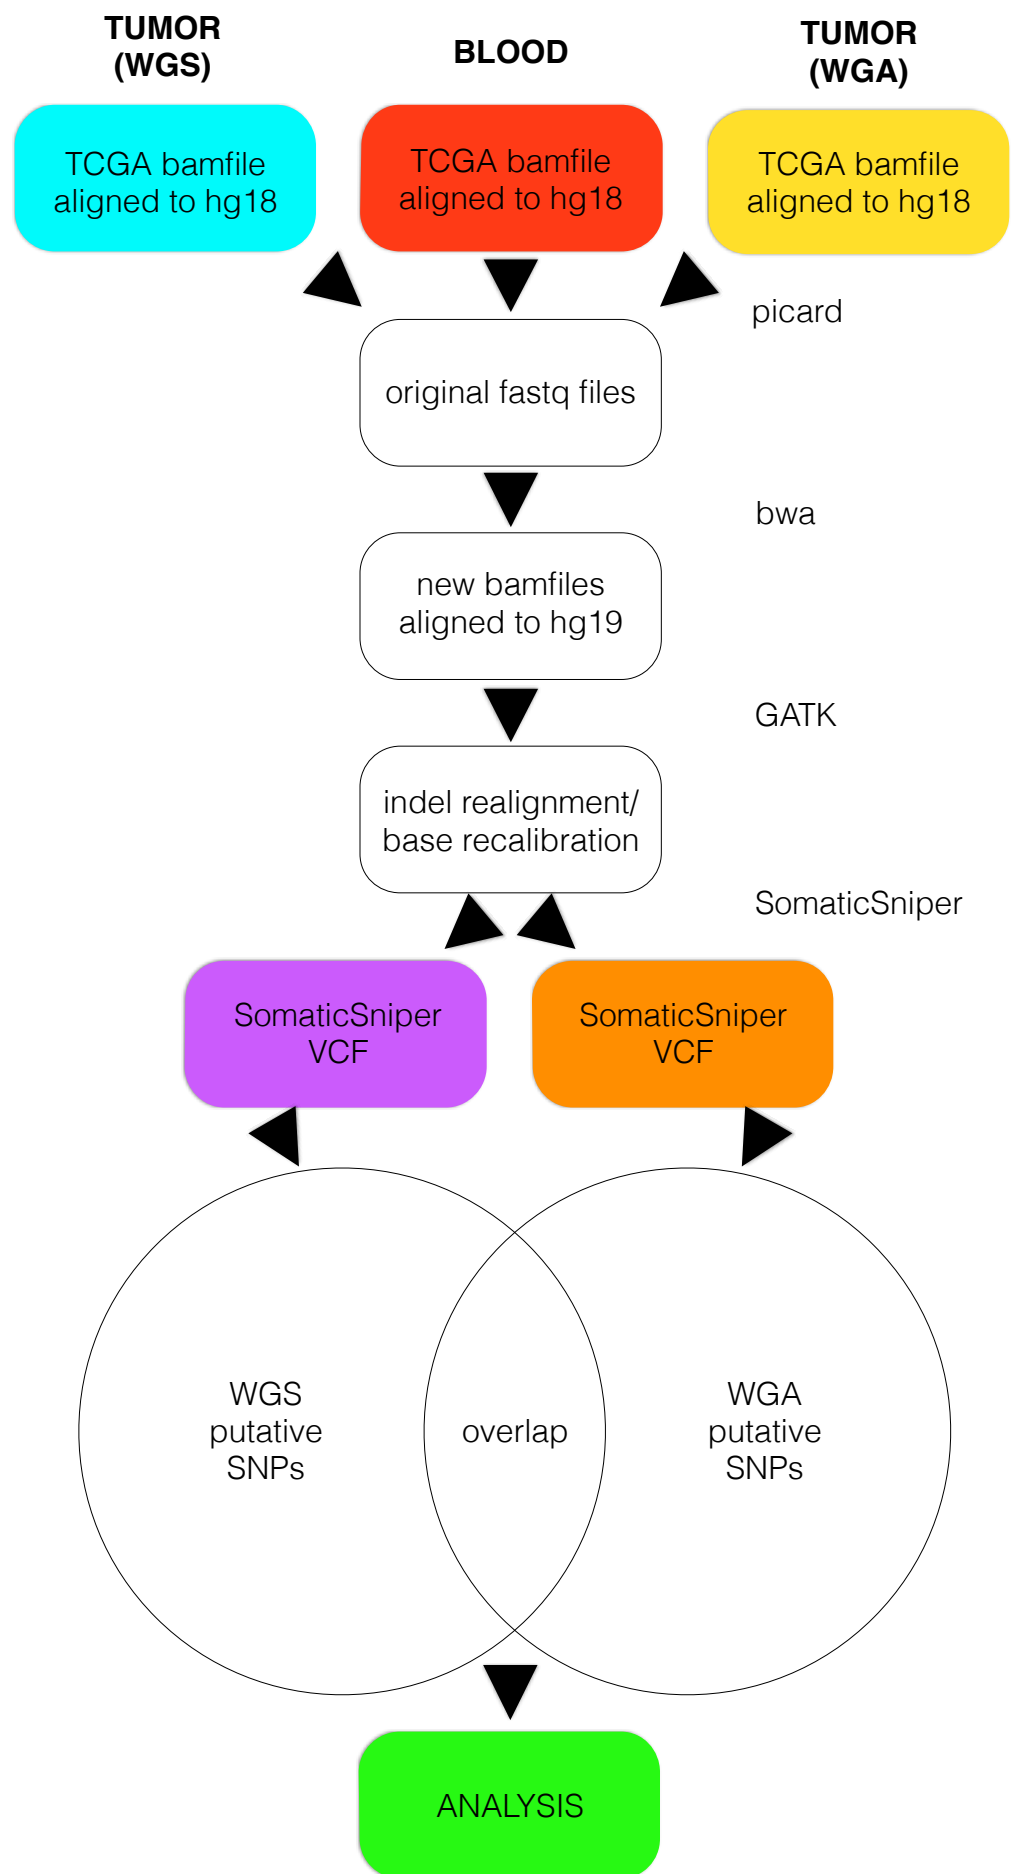 TUMOR
(WGS)
BLOOD
TUMOR
(WGA)
TCGA bamfile
aligned to hg18
TCGA bamfile
aligned to hg18
TCGA bamfile
aligned to hg18
picard
original fastq files
bwa
new bamfiles
aligned to hg19
GATK
indel realignment/
base recalibration
SomaticSniper
SomaticSniper
VCF
SomaticSniper
VCF
WGS
putative
SNPs
overlap
WGA
putative
SNPs
ANALYSIS